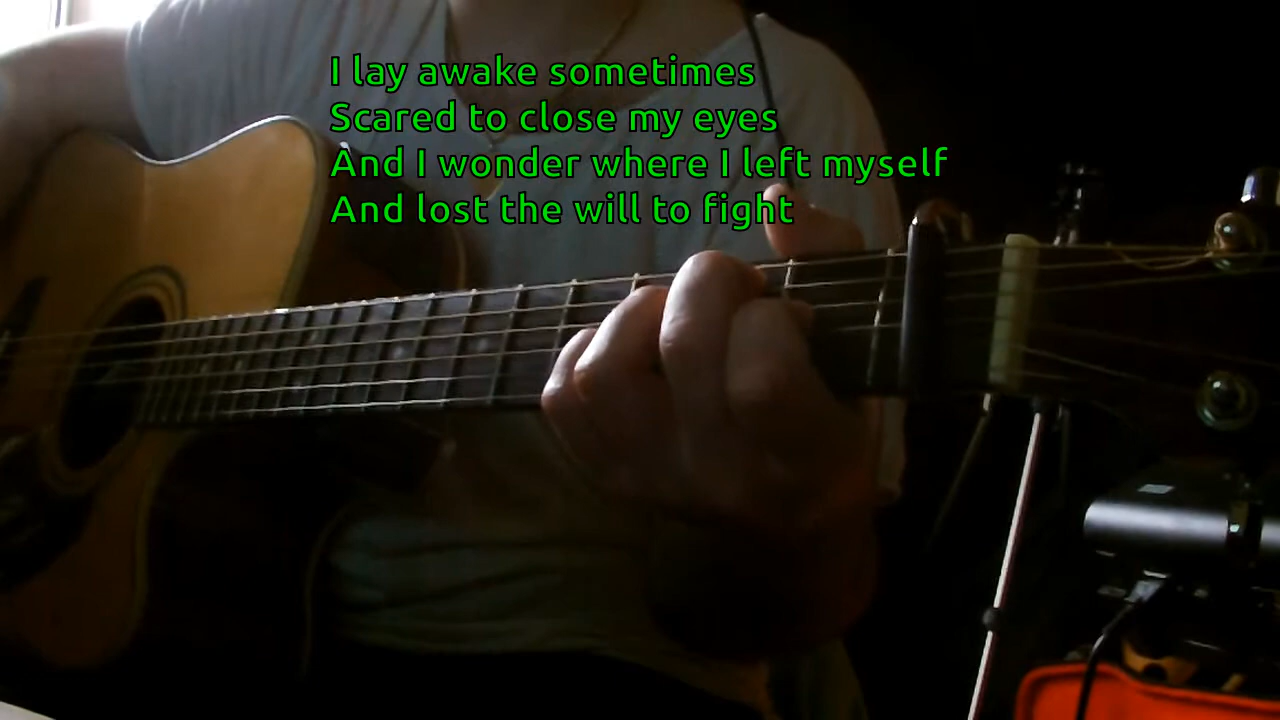 I lay awake sometimes
Scared to close my eyes
And I wonder where I left myself
And lost the will to fight